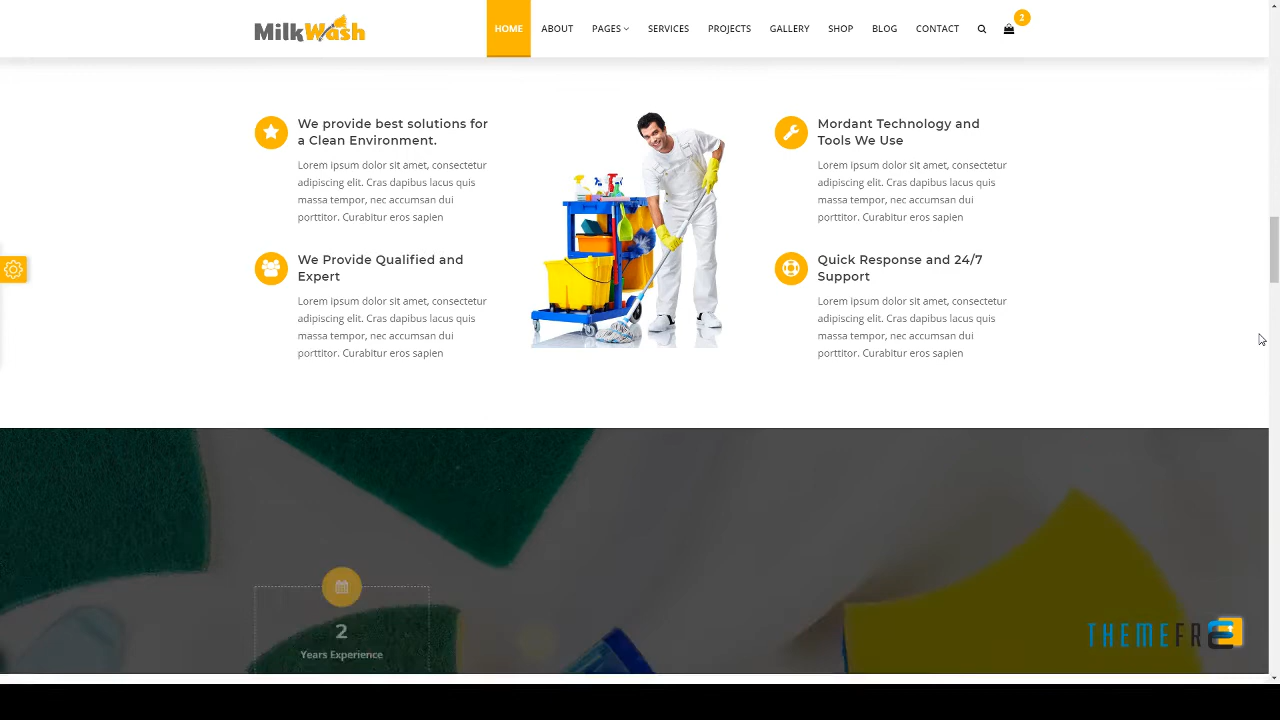 MilkWash
HOME ABOUT PAGES SERVICES PROJECTS GALLERY SHOP BLOG CONTACT 2
We provide best solutions for
a Clean Environment.
Lorem ipsum dolor sit amet, consectetur
adipiscing elit. Cras dapibus lacus quis
massa tempor, nec accumsan dui
porttitor. Curabitur eros sapien
We Provide Qualified and
Expert
Lorem ipsum dolor sit amet, consectetur
adipiscing elit. Cras dapibus lacus quis
massa tempor, nec accumsan dui
porttitor. Curabitur eros sapien
Mordant Technology and
Tools We Use
Lorem ipsum dolor sit amet, consectetur
adipiscing elit. Cras dapibus lacus quis
massa tempor, nec accumsan dui
porttitor. Curabitur eros sapien
Quick Response and 24/7
Support
Lorem ipsum dolor sit amet, consectetur
adipiscing elit. Cras dapibus lacus quis
massa tempor, nec accumsan dui
porttitor. Curabitur eros sapien
2
Years Experience